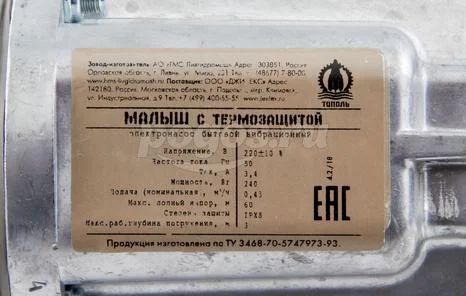 Завод-изготовитель: АО «ГМС Ливгидромаш» Адрес: 303851, Россия
Орловская область, г. Ливны, ул. Мира, 231 Тел. (48677) 7-80-00
www.hms-livgidromash.ru Поставщик: ООО «ДЖИЛЕКС» Адрес:
142180, Россия, Московская область, г. Подольск, мкр. Климовск,
ул. Индустриальная, д.9 Тел.: +7 (499) 400-55-55 www.jeelex.ru
ТОПОЛЬ
МАЛЫШ С ТЕРМОЗАЩИТОЙ
электронасос бытовой вибрационный
Напряжение, В 220±10 %
Частота тока, Гц 50
Ток, А 3,4
Мощность, Вт 240
Подача (номинальная), м³/ч 0,43
Макс. полный напор, м 60
Степень защиты IPX8
Макс.раб.глубина погружения, м 3
4.2/18
ЕАС
Продукция изготовлена по ТУ 3468-70-5747973-93.